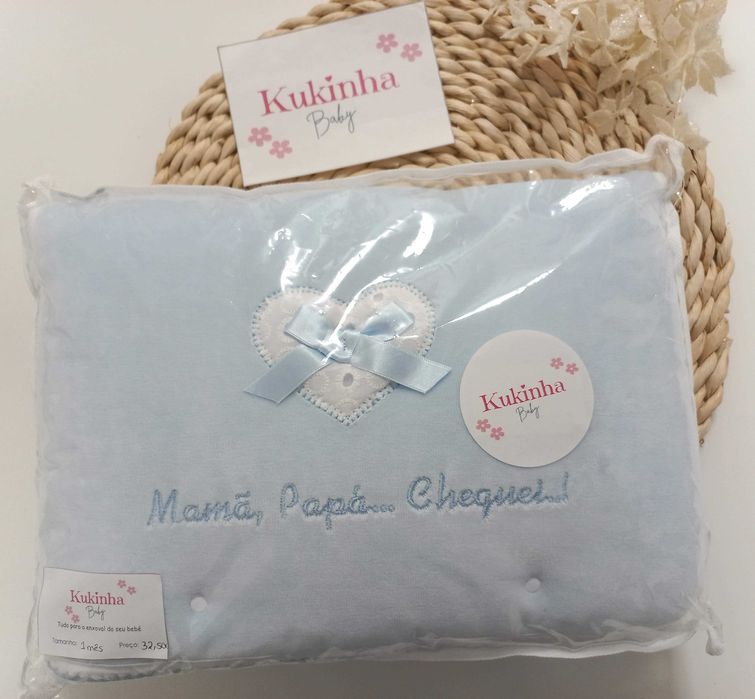 Kukinha
Baby
Kukinha
Baby
Mamã, Papá... Cheguei..!
Kukinha
Baby
Tudo para o enxoval do seu bebê
Tamanho: 1 mês Preço: 32,50